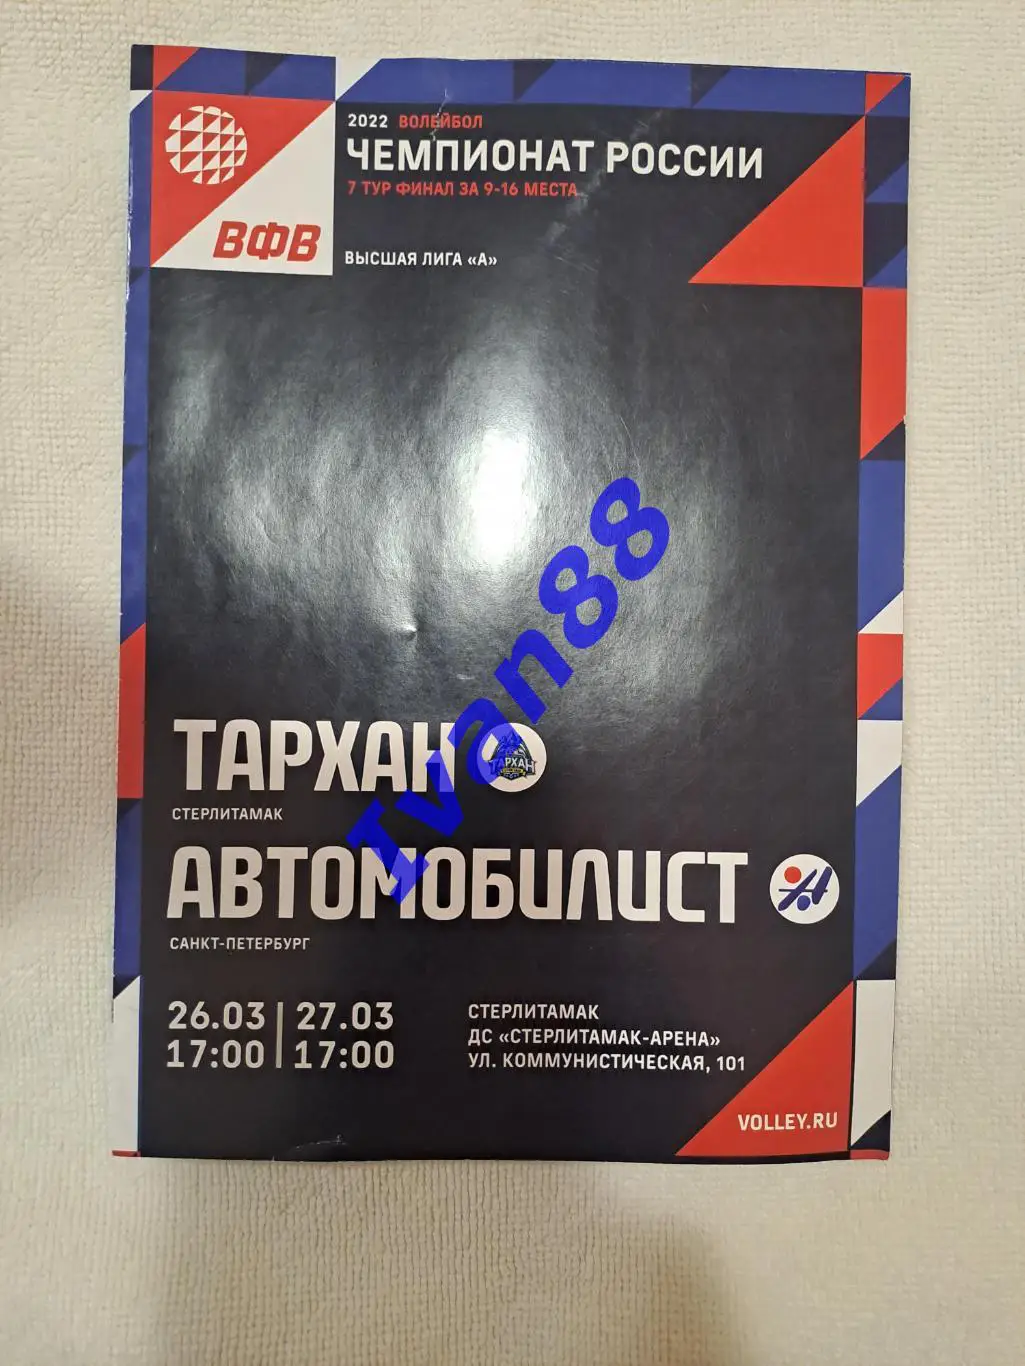 2022 ВОЛЕЙБОЛ
ЧЕМПИОНАТ РОССИИ
7 ТУР ФИНАЛ ЗА 9-16 МЕСТА
ВФВ
ВЫСШАЯ ЛИГА «А»
Ivan88
ТАРХАН
ТАРХАН
СТЕРЛИТАМАК
АВТОМОБИЛИСТ
САНКТ-ПЕТЕРБУРГ
26.03 27.03
17:00 17:00
СТЕРЛИТАМАК
ДС «СТЕРЛИТАМАК-АРЕНА»
УЛ. КОММУНИСТИЧЕСКАЯ, 101
VOLLEY.RU